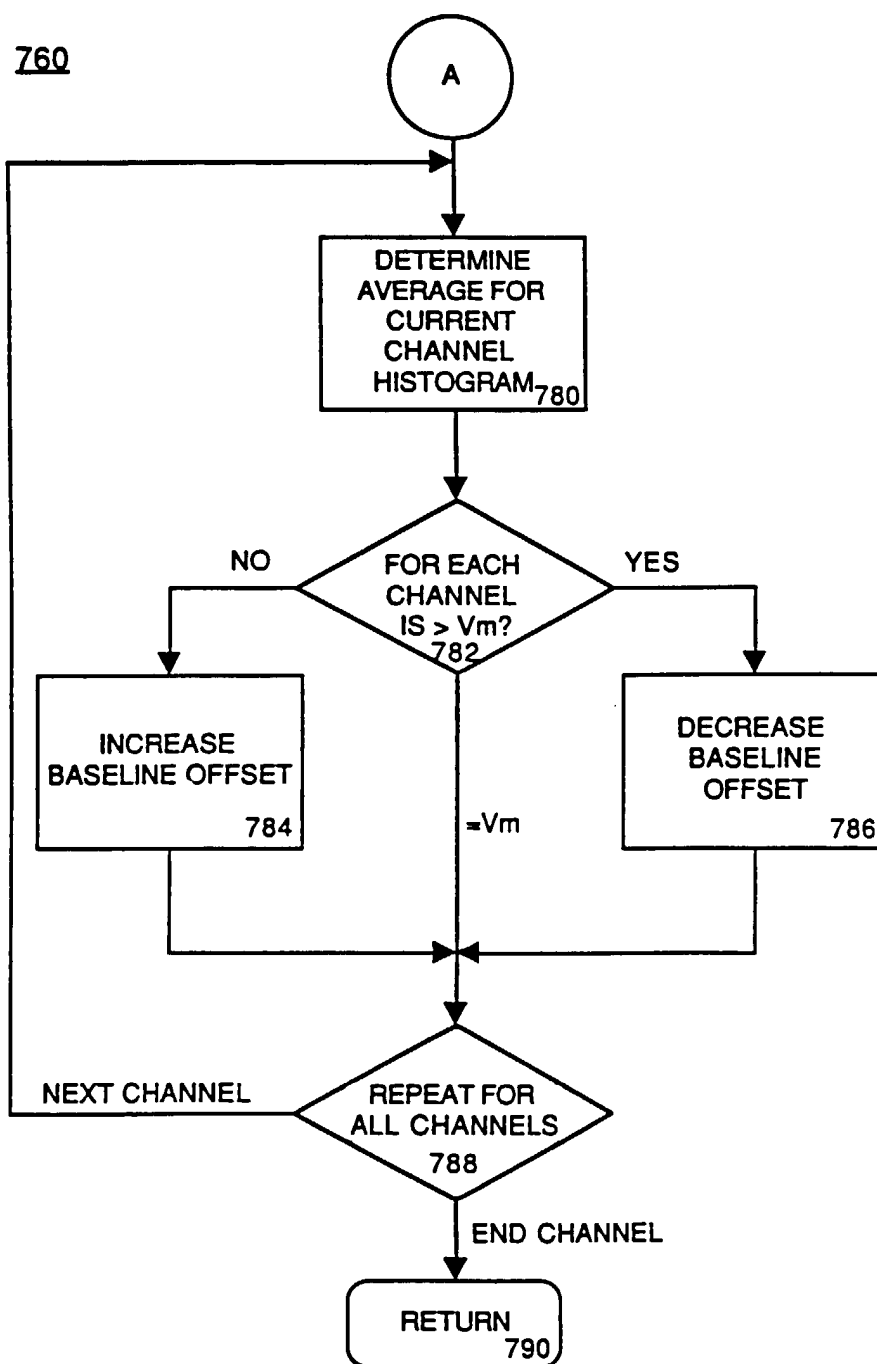 760
A
DETERMINE
AVERAGE FOR
CURRENT
CHANNEL
HISTOGRAM
780
NO
YES
FOR EACH
CHANNEL
IS > Vm?
782
INCREASE
BASELINE OFFSET
784
=Vm
DECREASE
BASELINE
OFFSET
786
NEXT CHANNEL
REPEAT FOR
ALL CHANNELS
788
END CHANNEL
RETURN
790